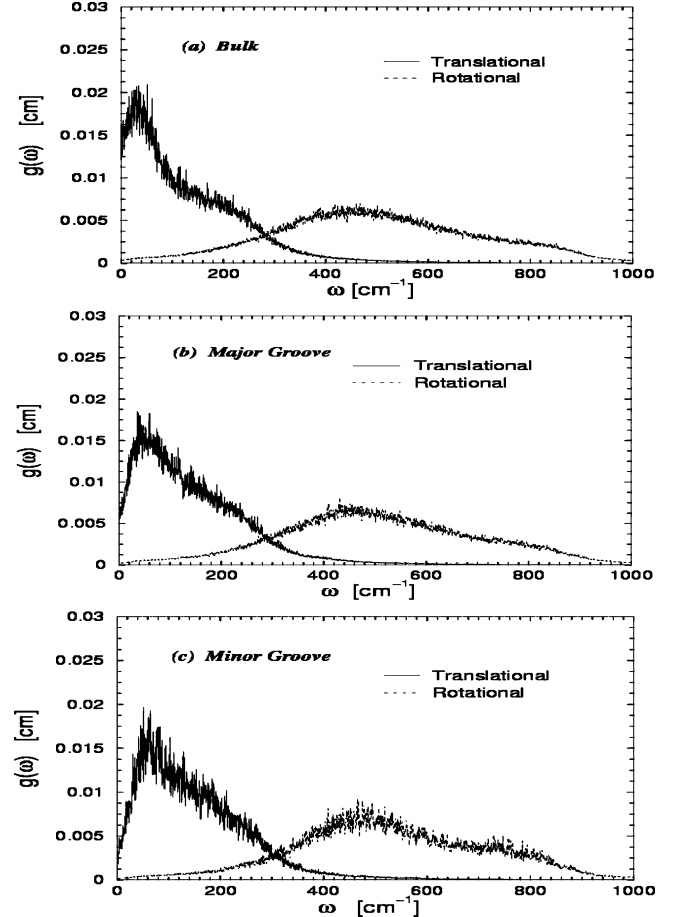 0.03
(a) Bulk
Translational
Rotational
0.025
0.02
0.015
0.01
0.005
0
g(ω) [cm]
0 200 400 600 800 1000
ω [cm⁻¹]
0.03
(b) Major Groove
Translational
Rotational
0.025
0.02
0.015
0.01
0.005
0
g(ω) [cm]
0 200 400 600 800 1000
ω [cm⁻¹]
0.03
(c) Minor Groove
Translational
Rotational
0.025
0.02
0.015
0.01
0.005
0
g(ω) [cm]
0 200 400 600 800 1000
ω [cm⁻¹]